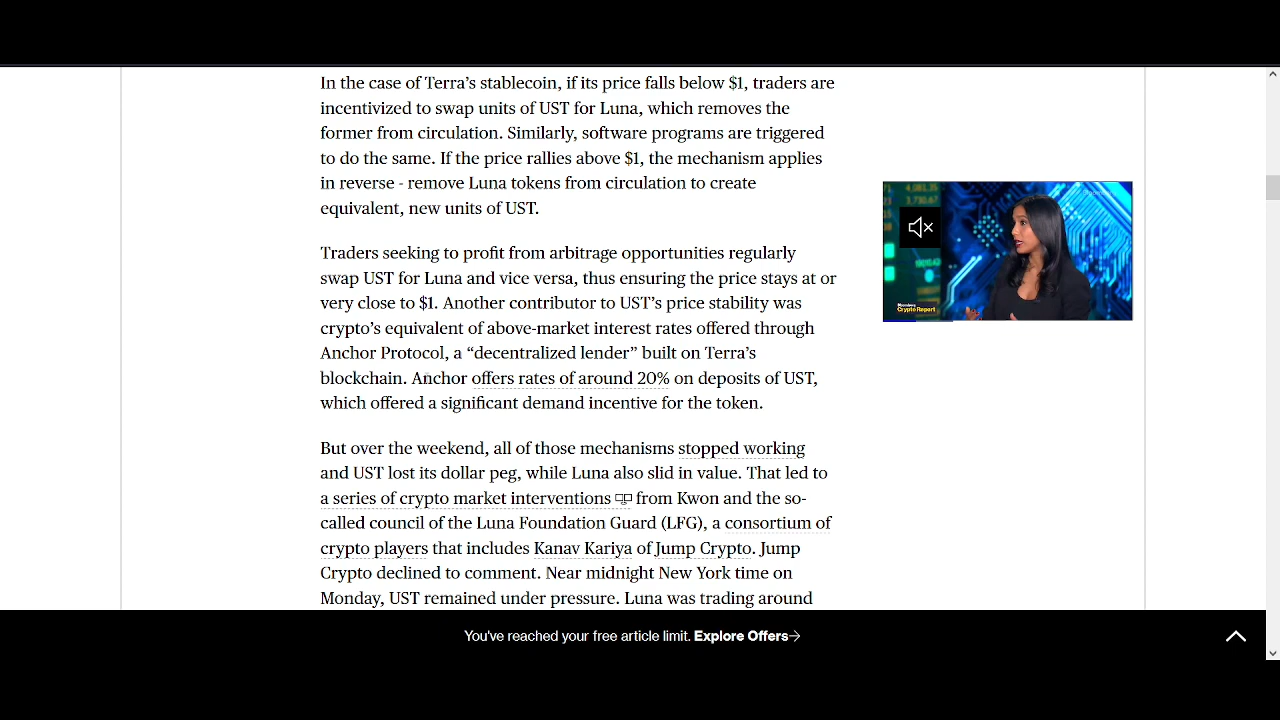 In the case of Terra’s stablecoin, if its price falls below $1, traders are
incentivized to swap units of UST for Luna, which removes the
former from circulation. Similarly, software programs are triggered
to do the same. If the price rallies above $1, the mechanism applies
in reverse - remove Luna tokens from circulation to create
equivalent, new units of UST.
Traders seeking to profit from arbitrage opportunities regularly
swap UST for Luna and vice versa, thus ensuring the price stays at or
very close to $1. Another contributor to UST’s price stability was
crypto’s equivalent of above-market interest rates offered through
Anchor Protocol, a “decentralized lender” built on Terra’s
blockchain. Anchor offers rates of around 20% on deposits of UST,
which offered a significant demand incentive for the token.
But over the weekend, all of those mechanisms stopped working
and UST lost its dollar peg, while Luna also slid in value. That led to
a series of crypto market interventions from Kwon and the so-
called council of the Luna Foundation Guard (LFG), a consortium of
crypto players that includes Kanav Kariya of Jump Crypto. Jump
Crypto declined to comment. Near midnight New York time on
Monday, UST remained under pressure. Luna was trading around
4,081.35
3,730.67
Bloomberg
Crypto Report
You've reached your free article limit. Explore Offers→